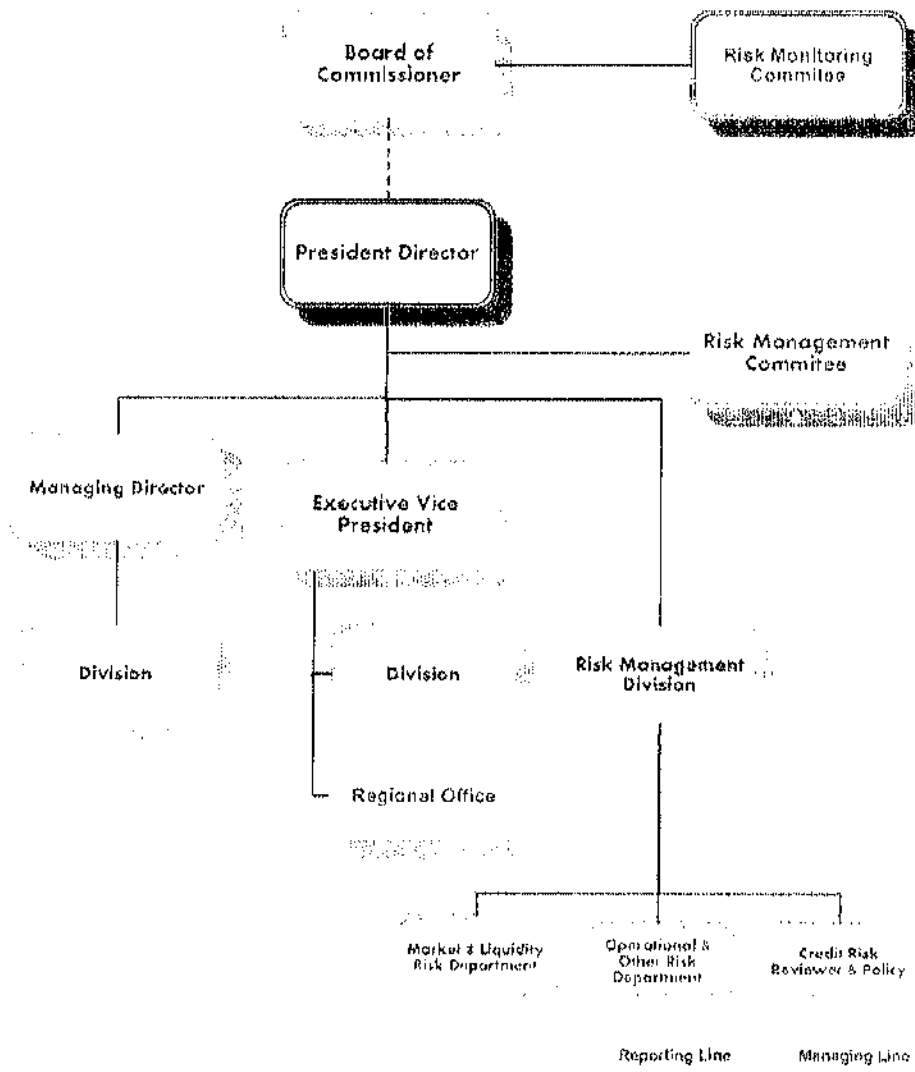 Board of
Commissioner
Risk Monitoring
Commitee
President Director
Risk Management
Commitee
Managing Director
Executive Vice
President
Division
Division
Risk Management
Division
Regional Office
Market & Liquidity
Risk Department
Operational &
Other Risk
Department
Credit Risk
Reviewer & Policy
Reporting Line
Managing Line